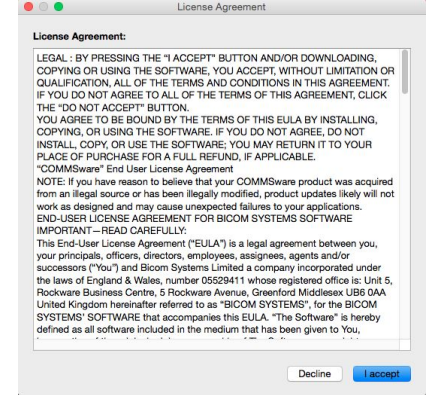 License Agreement
License Agreement:
LEGAL : BY PRESSING THE "I ACCEPT" BUTTON AND/OR DOWNLOADING,
COPYING OR USING THE SOFTWARE, YOU ACCEPT, WITHOUT LIMITATION OR
QUALIFICATION, ALL OF THE TERMS AND CONDITIONS IN THIS AGREEMENT.
IF YOU DO NOT AGREE TO ALL OF THE TERMS OF THIS AGREEMENT, CLICK
THE "DO NOT ACCEPT" BUTTON.
YOU AGREE TO BE BOUND BY THE TERMS OF THIS EULA BY INSTALLING,
COPYING, OR USING THE SOFTWARE. IF YOU DO NOT AGREE, DO NOT
INSTALL, COPY, OR USE THE SOFTWARE; YOU MAY RETURN IT TO YOUR
PLACE OF PURCHASE FOR A FULL REFUND, IF APPLICABLE.
"COMMSware" End User License Agreement
NOTE: If you have reason to believe that your COMMSware product was acquired
from an illegal source or has been illegally modified, product updates likely will not
work as designed and may cause unexpected failures to your applications.
END-USER LICENSE AGREEMENT FOR BICOM SYSTEMS SOFTWARE
IMPORTANT—READ CAREFULLY:
This End-User License Agreement ("EULA") is a legal agreement between you,
your principals, officers, directors, employees, assignees, agents and/or
successors ("You") and Bicom Systems Limited a company incorporated under
the laws of England & Wales, number 05529411 whose registered office is: Unit 5,
Rockware Business Centre, 5 Rockware Avenue, Greenford Middlesex UB6 0AA
United Kingdom hereinafter referred to as "BICOM SYSTEMS", for the BICOM
SYSTEMS' SOFTWARE that accompanies this EULA. "The Software" is hereby
defined as all software included in the medium that has been given to You,
Decline
I accept